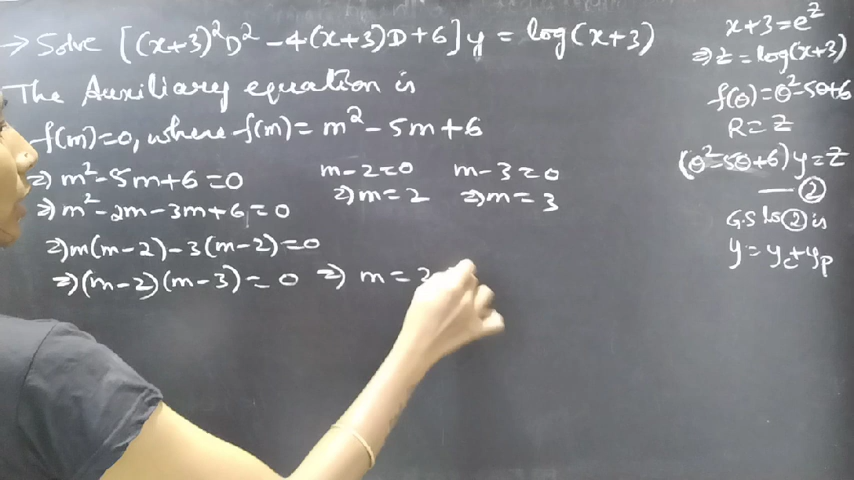 → Solve [(x+3)²D² - 4(x+3)D + 6] y = log(x+3)
The Auxiliary equation is
f(m)=0, where f(m) = m² - 5m + 6
⇒ m² - 5m + 6 = 0
⇒ m² - 2m - 3m + 6 = 0
⇒ m(m-2) - 3(m-2) = 0
⇒ (m-2)(m-3) = 0 ⇒ m = 2
m-2=0 m-3=0
⇒ m = 2 ⇒ m = 3
x+3 = e^z
⇒ z = log(x+3)
f(θ) = θ² - 5θ + 6
R = z
(θ² - 5θ + 6) y = z
— ②
G.S to ② is
y = y_c + y_p